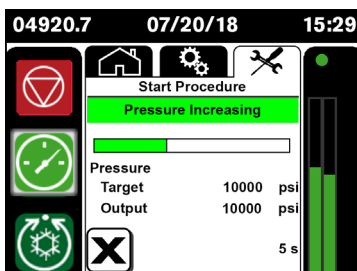 04920.7 07/20/18 15:29
Start Procedure
Pressure Increasing
Pressure
Target 10000 psi
Output 10000 psi
X
5 s